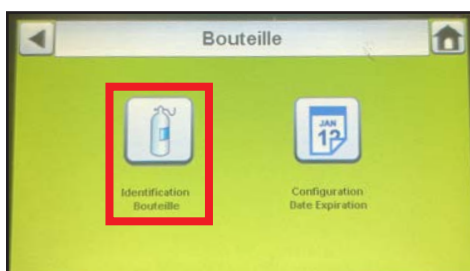 Bouteille
JAN
12
Identification
Bouteille
Configuration
Date Expiration